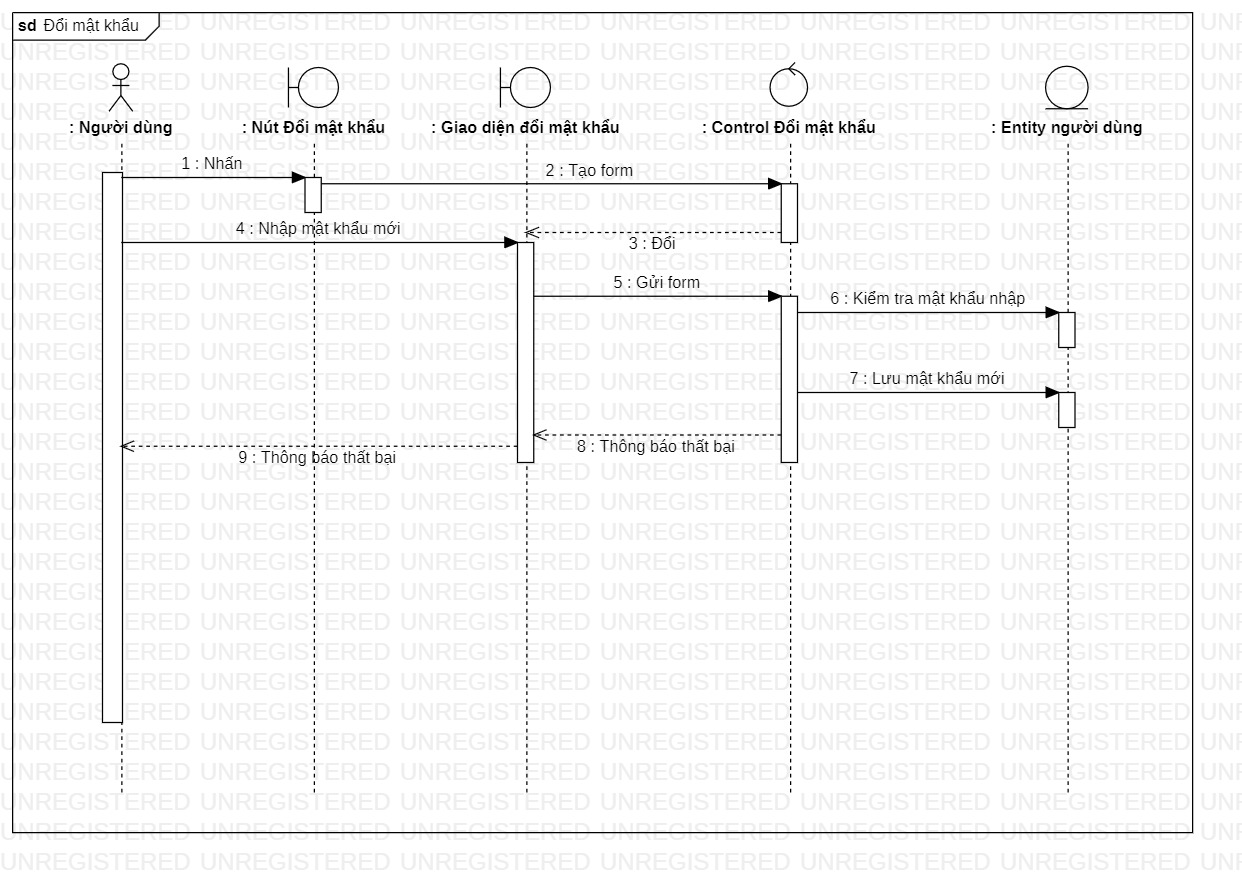 sd Đổi mật khẩu
: Người dùng
: Nút Đổi mật khẩu
: Giao diện đổi mật khẩu
: Control Đổi mật khẩu
: Entity người dùng
1 : Nhấn
2 : Tạo form
3 : Đổi
4 : Nhập mật khẩu mới
5 : Gửi form
6 : Kiểm tra mật khẩu nhập
7 : Lưu mật khẩu mới
8 : Thông báo thất bại
9 : Thông báo thất bại
UNREGISTERED